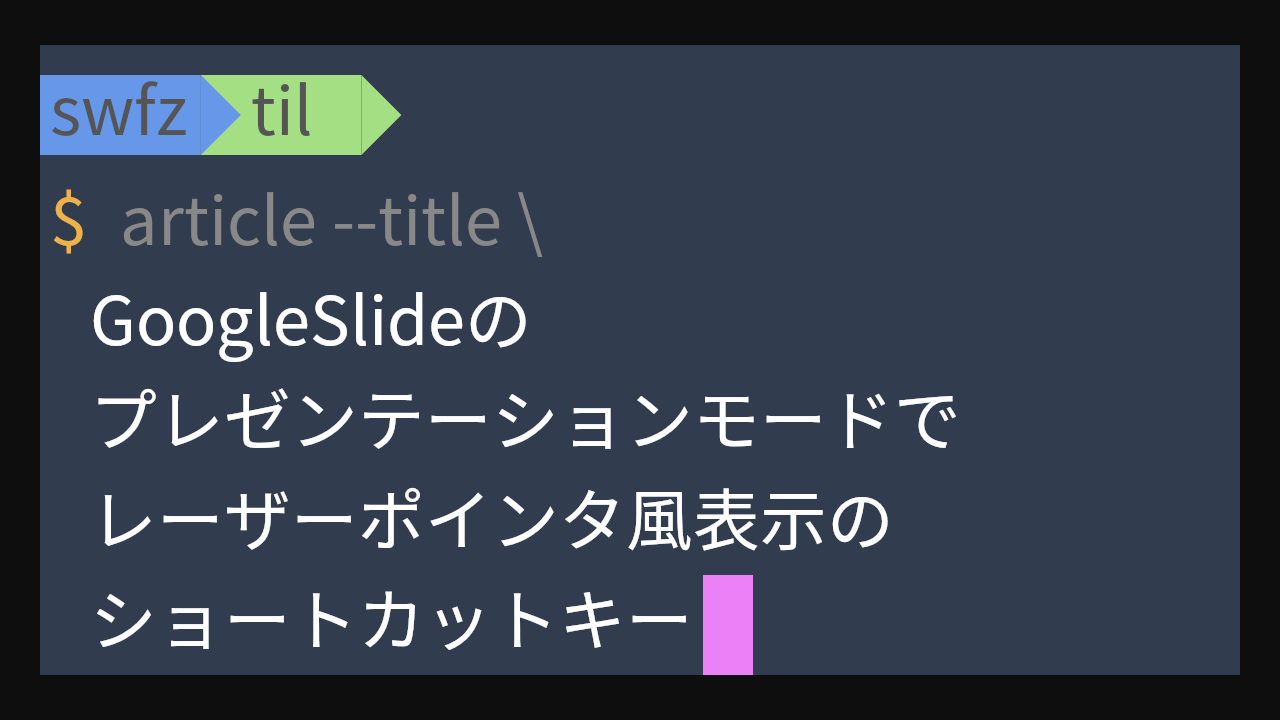 swfz til
$ article --title \
GoogleSlideの
プレゼンテーションモードで
レーザーポインタ風表示の
ショートカットキー